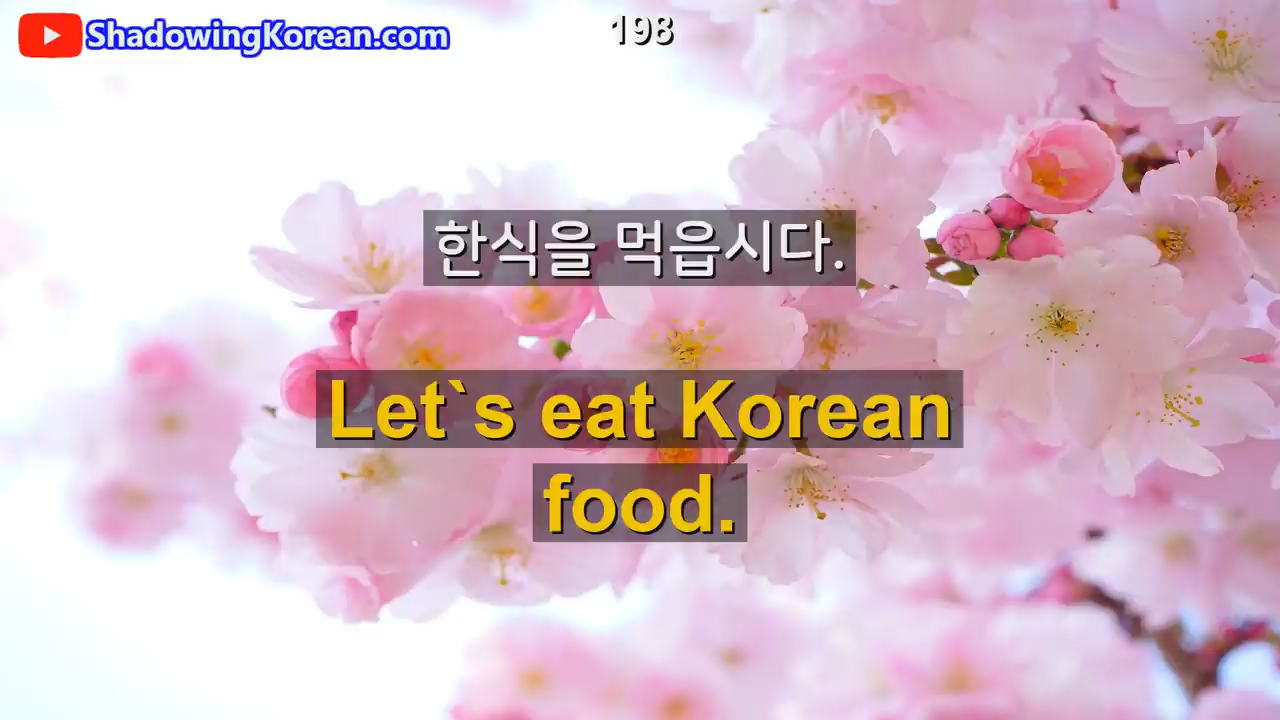 ShadowingKorean.com
198
한식을 먹읍시다.
Let`s eat Korean
food.